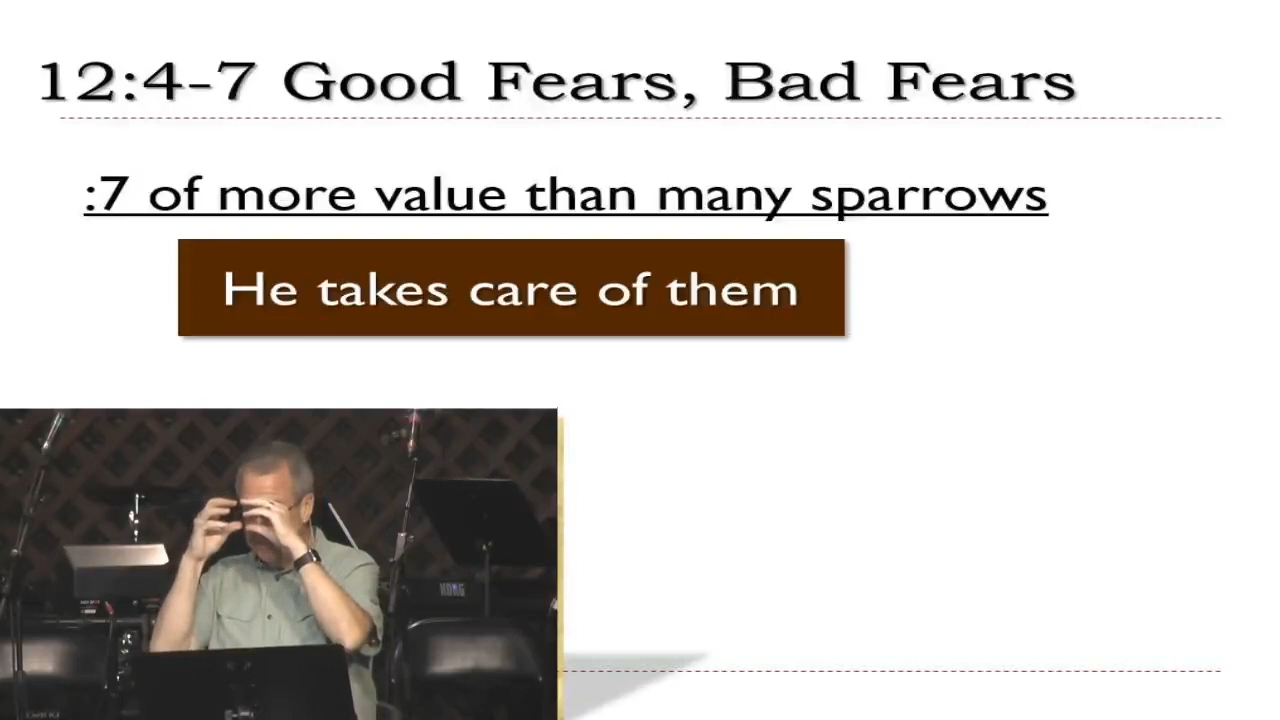 12:4-7 Good Fears, Bad Fears
:7 of more value than many sparrows
He takes care of them
KORG